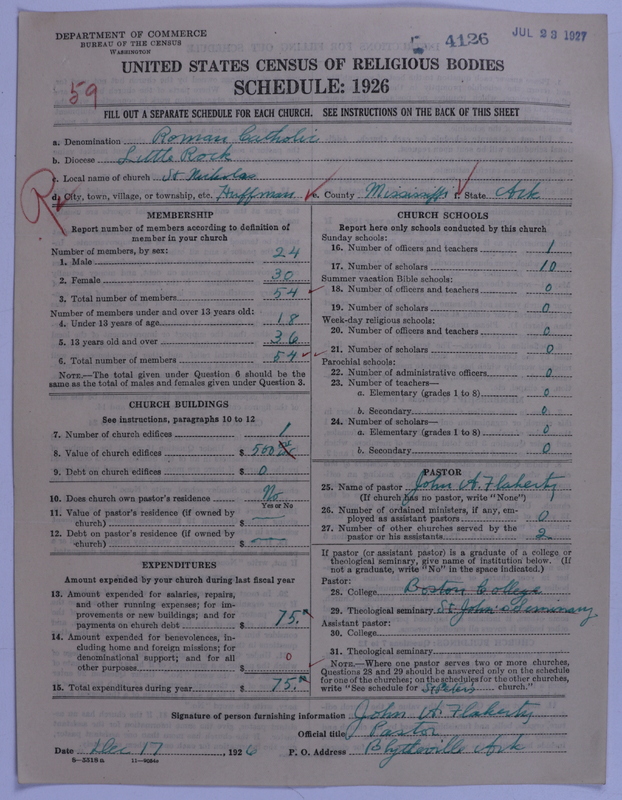 DEPARTMENT OF COMMERCE
BUREAU OF THE CENSUS
WASHINGTON
4126
JUL 23 1927
UNITED STATES CENSUS OF RELIGIOUS BODIES
SCHEDULE: 1926
59
FILL OUT A SEPARATE SCHEDULE FOR EACH CHURCH. SEE INSTRUCTIONS ON THE BACK OF THIS SHEET
a. Denomination Roman Catholic
b. Diocese Little Rock
c. Local name of church St Nicholas
d. City, town, village, or township, etc. Huffman e. County Mississippi f. State Ark
R
MEMBERSHIP
Report number of members according to definition of
member in your church
Number of members, by sex:
1. Male 24
2. Female 30
3. Total number of members 54
Number of members under and over 13 years old:
4. Under 13 years of age 18
5. 13 years old and over 36
6. Total number of members 54
NOTE.—The total given under Question 6 should be
same as the total of males and females given under Question 3.
CHURCH BUILDINGS
See instructions, paragraphs 10 to 12
7. Number of church edifices 1
8. Value of church edifices $ 500
9. Debt on church edifices $ 0
10. Does church own pastor's residence No
Yes or No
11. Value of pastor's residence (if owned by
church) $ —
12. Debt on pastor's residence (if owned by
church) $ —
EXPENDITURES
Amount expended by your church during last fiscal year
13. Amount expended for salaries, repairs,
and other running expenses; for im-
provements or new buildings; and for
payments on church debt $ 75.
14. Amount expended for benevolences, in-
cluding home and foreign missions; for
denominational support; and for all
other purposes $ 0
15. Total expenditures during year $ 75.
CHURCH SCHOOLS
Report here only schools conducted by this church
Sunday schools:
16. Number of officers and teachers 1
17. Number of scholars 10
Summer vacation Bible schools:
18. Number of officers and teachers 0
19. Number of scholars 0
Week-day religious schools:
20. Number of officers and teachers 0
21. Number of scholars 0
Parochial schools:
22. Number of administrative officers 0
23. Number of teachers—
a. Elementary (grades 1 to 8) 0
b. Secondary 0
24. Number of scholars—
a. Elementary (grades 1 to 8) 0
b. Secondary 0
PASTOR
25. Name of pastor John A. Flaherty
(If church has no pastor, write "None")
26. Number of ordained ministers, if any, em-
ployed as assistant pastors 0
27. Number of other churches served by the
pastor or his assistants 2
If pastor (or assistant pastor) is a graduate of a college or
theological seminary, give name of institution below. (If
not a graduate, write "No" in the space indicated.)
Pastor:
28. College Boston College
29. Theological seminary St. John's Seminary
Assistant pastor:
30. College
31. Theological seminary
NOTE.—Where one pastor serves two or more churches,
Questions 28 and 29 should be answered only on the schedule
for one of the churches; on the schedules for the other churches,
write "See schedule for St Peters church."
Signature of person furnishing information John A. Flaherty
Official title Pastor
Date Dec 17, 1926 P. O. Address Blytheville Ark
8—5318a 11—9034a